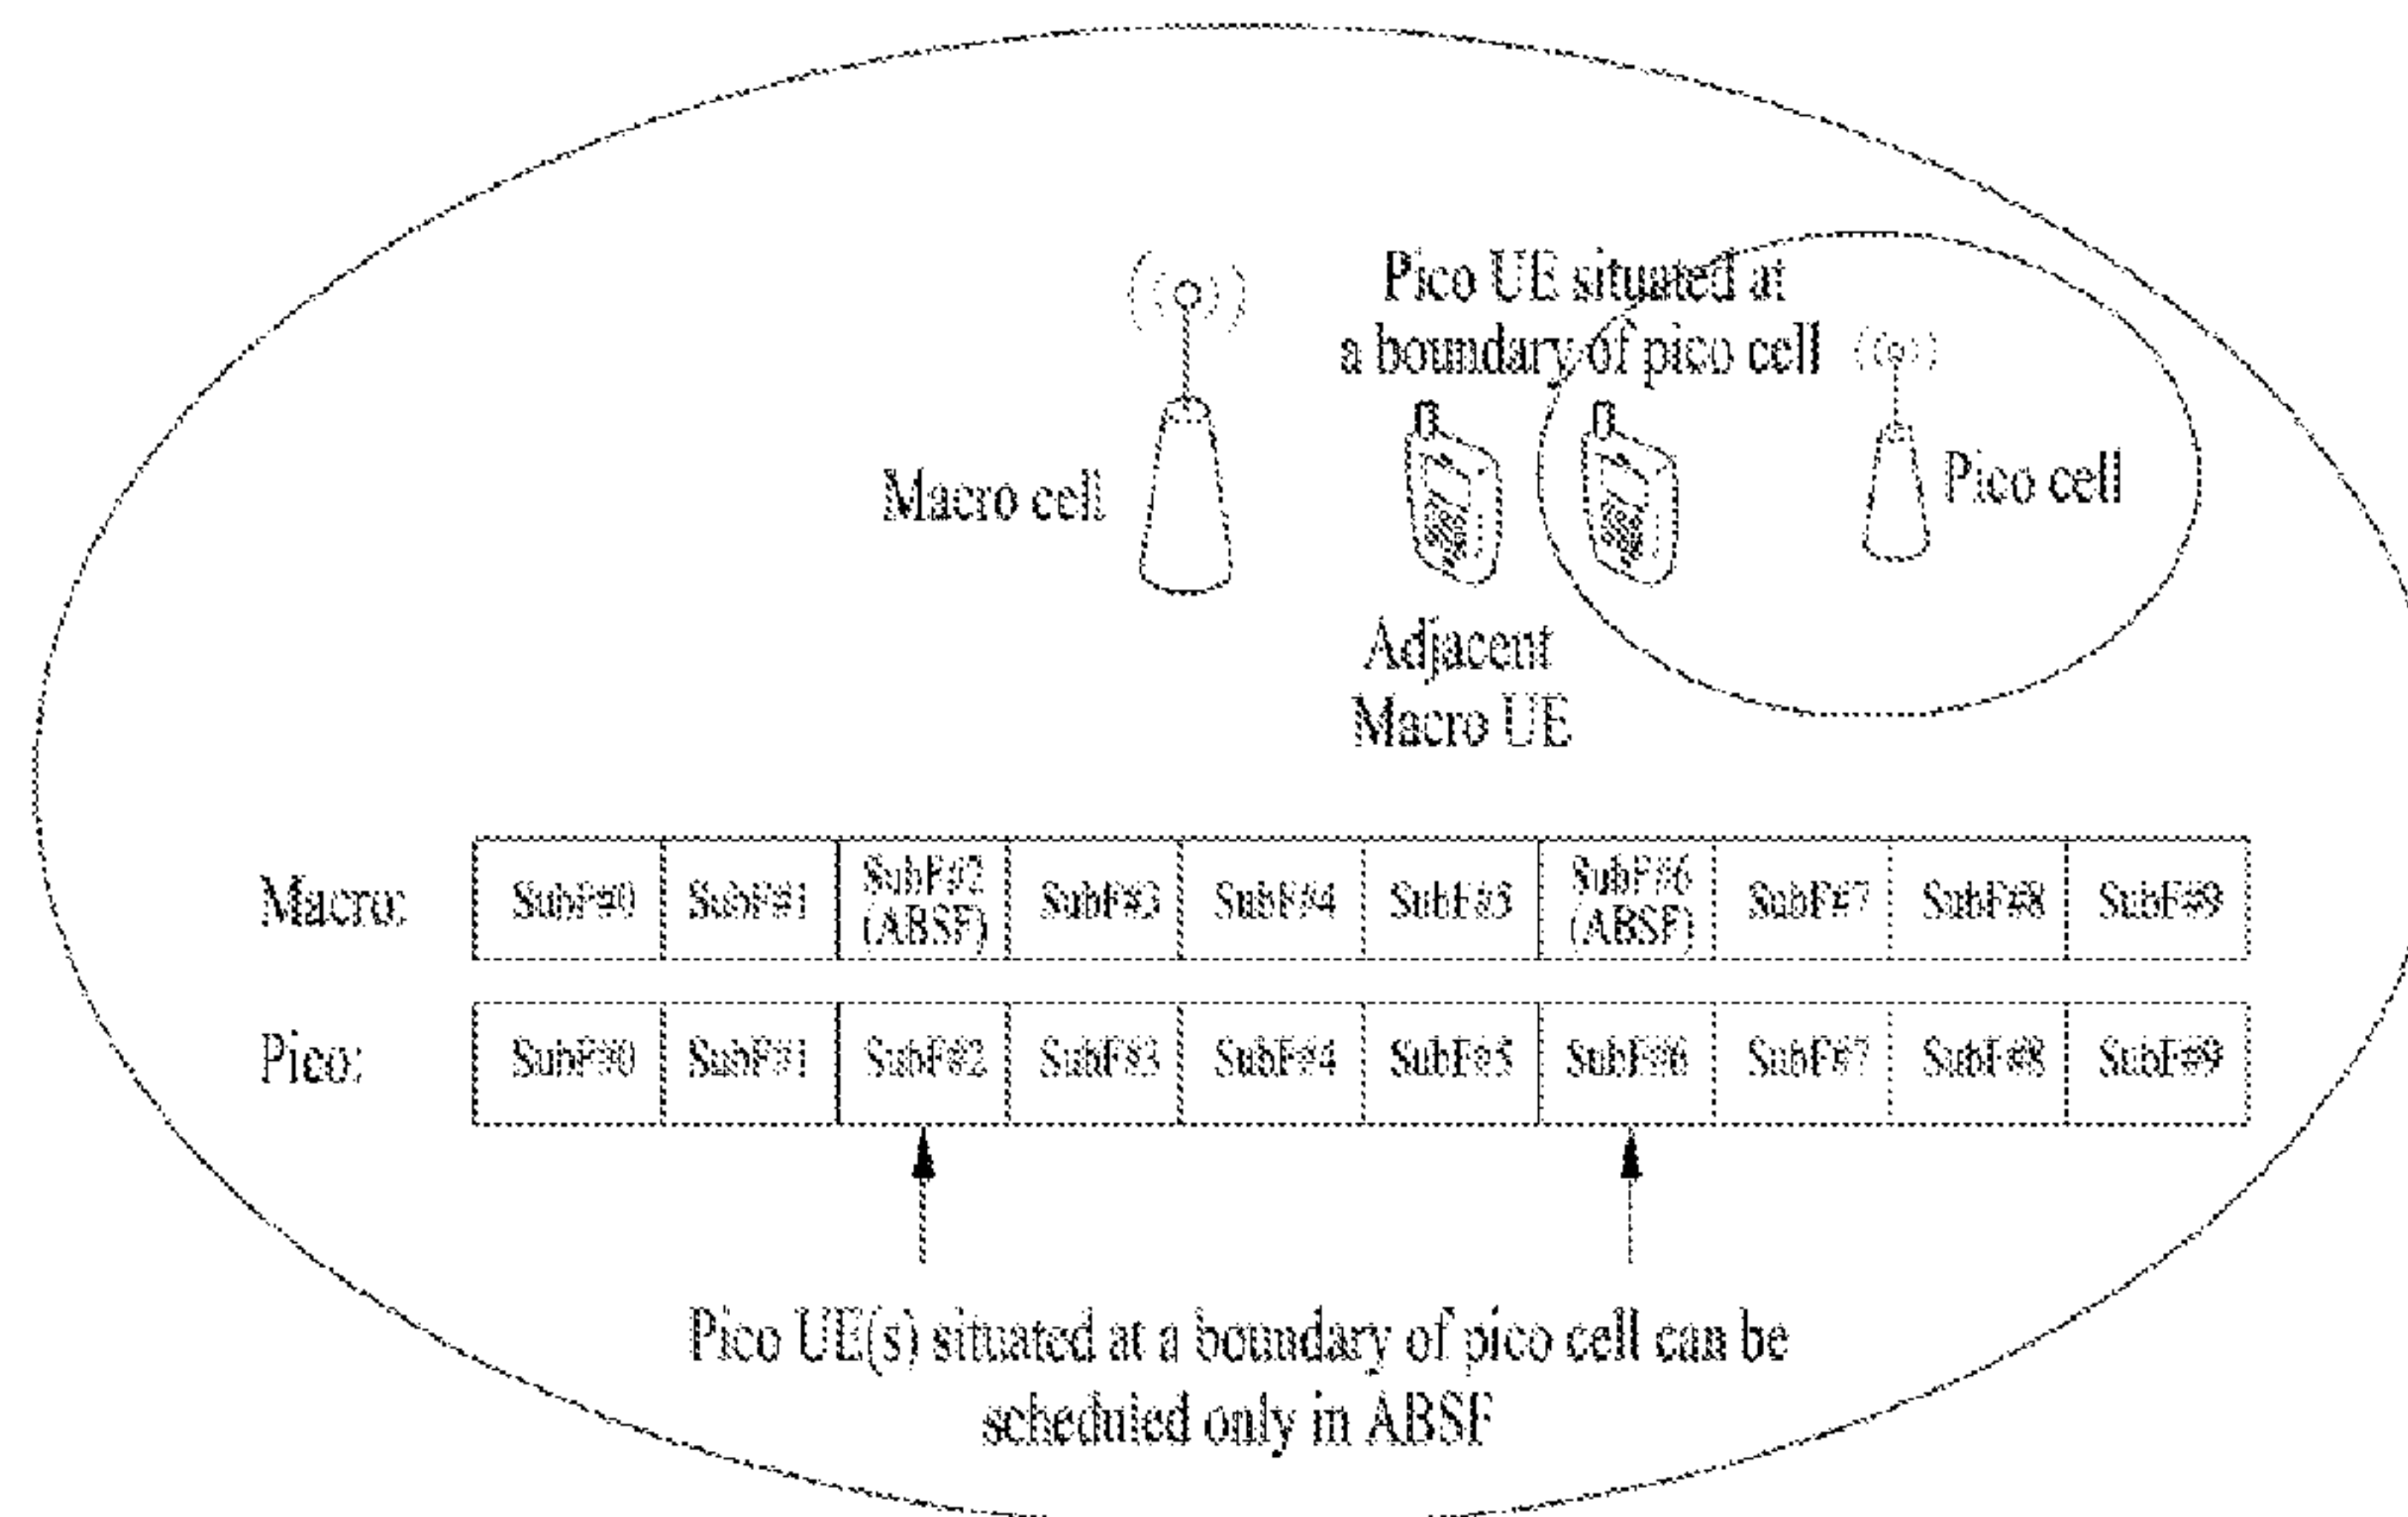 Pico UE situated at
a boundary of pico cell
Macro cell
Pico cell
Adjacent
Macro UE
Macro: SubF#0 SubF#1 SubF#2 (ABSF) SubF#3 SubF#4 SubF#5 SubF#6 (ABSF) SubF#7 SubF#8 SubF#9
Pico: SubF#0 SubF#1 SubF#2 SubF#3 SubF#4 SubF#5 SubF#6 SubF#7 SubF#8 SubF#9
Pico UE(s) situated at a boundary of pico cell can be
scheduled only in ABSF